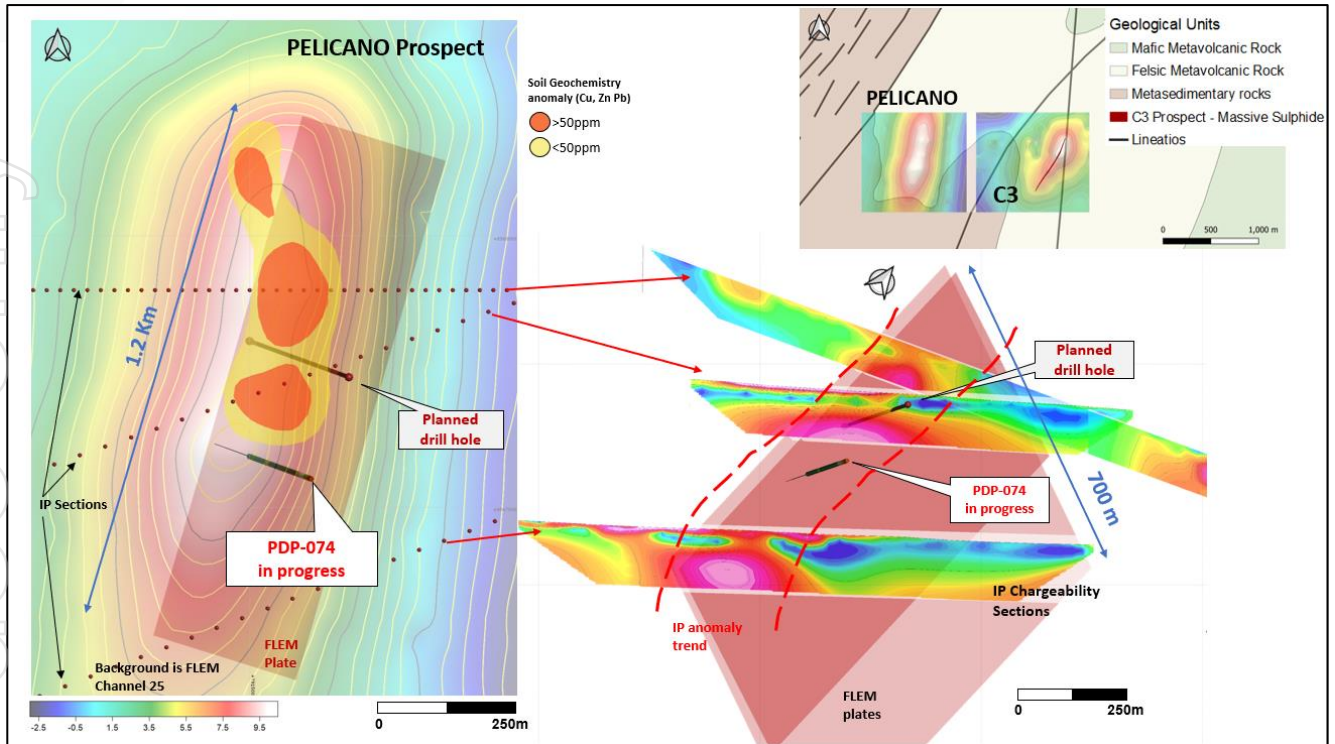 PELICANO Prospect
Soil Geochemistry
anomaly (Cu, Zn Pb)
>50ppm
<50ppm
1.2 Km
Planned
drill hole
IP Sections
PDP-074
in progress
FLEM
Plate
Background is FLEM
Channel 25
-2.5 -0.5 1.5 3.5 5.5 7.5 9.5
0 250m
PELICANO
C3
Geological Units
Mafic Metavolcanic Rock
Felsic Metavolcanic Rock
Metasedimentary rocks
C3 Prospect - Massive Sulphide
Lineatios
0 500 1,000 m
Planned
drill hole
700 m
PDP-074
in progress
IP Chargeability
Sections
IP anomaly
trend
FLEM
plates
0 250m